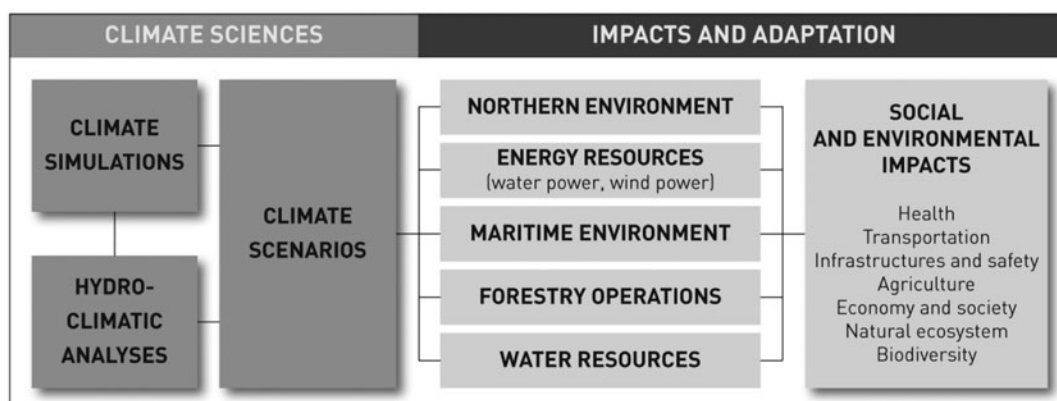 CLIMATE SCIENCES
IMPACTS AND ADAPTATION
CLIMATE
SIMULATIONS
HYDRO-
CLIMATIC
ANALYSES
CLIMATE
SCENARIOS
NORTHERN ENVIRONMENT
ENERGY RESOURCES
(water power, wind power)
MARITIME ENVIRONMENT
FORESTRY OPERATIONS
WATER RESOURCES
SOCIAL
AND ENVIRONMENTAL
IMPACTS
Health
Transportation
Infrastructures and safety
Agriculture
Economy and society
Natural ecosystem
Biodiversity